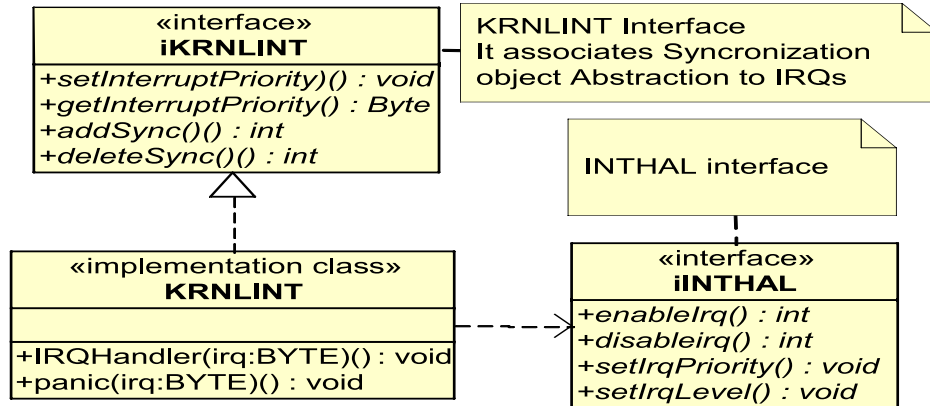 «interface»
iKRNLINT
+setInterruptPriority)() : void
+getInterruptPriority() : Byte
+addSync()() : int
+deleteSync()() : int
KRNLINT Interface
It associates Syncronization
object Abstraction to IRQs
INTHAL interface
«implementation class»
KRNLINT
+IRQHandler(irq:BYTE)() : void
+panic(irq:BYTE)() : void
«interface»
iINTHAL
+enableIrq() : int
+disableirq() : int
+setIrqPriority() : void
+setIrqLevel() : void